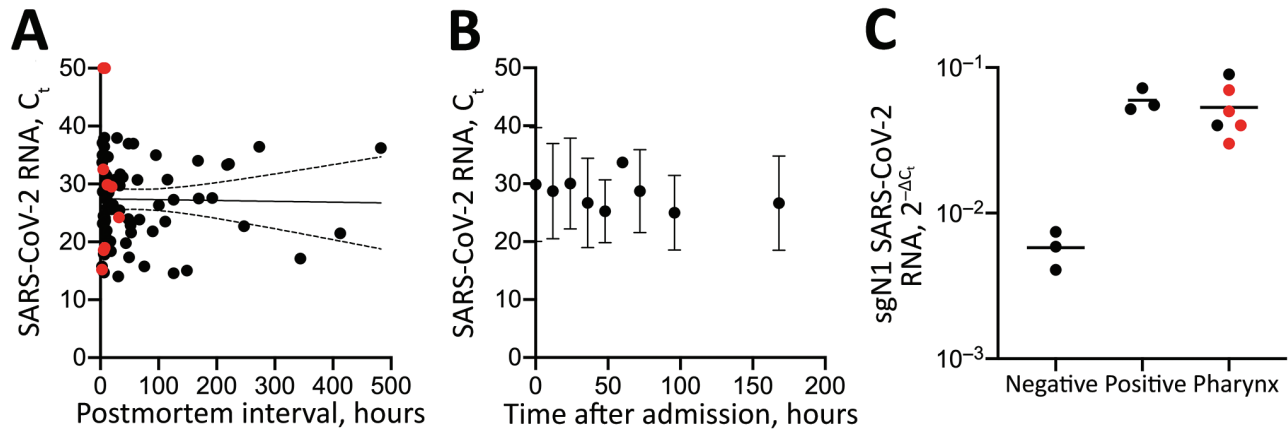 A
SARS-CoV-2 RNA, Ct
50
40
30
20
10
0
0 100 200 300 400 500
Postmortem interval, hours
B
SARS-CoV-2 RNA, Ct
50
40
30
20
10
0
0 50 100 150 200
Time after admission, hours
C
sgN1 SARS-CoV-2
RNA, 2^−ΔCt
10^−1
10^−2
10^−3
Negative Positive Pharynx